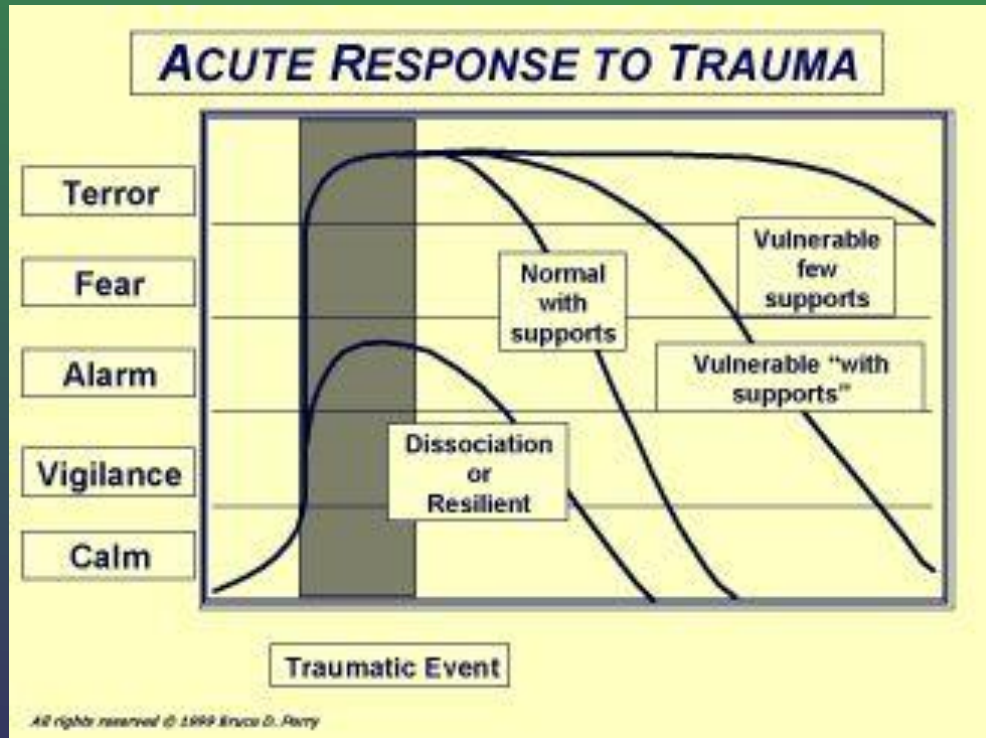 ACUTE RESPONSE TO TRAUMA
Terror
Fear
Alarm
Vigilance
Calm
Vulnerable
few
supports
Normal
with
supports
Vulnerable “with
supports”
Dissociation
or
Resilient
Traumatic Event
All rights reserved © 1999 Bruce D. Perry